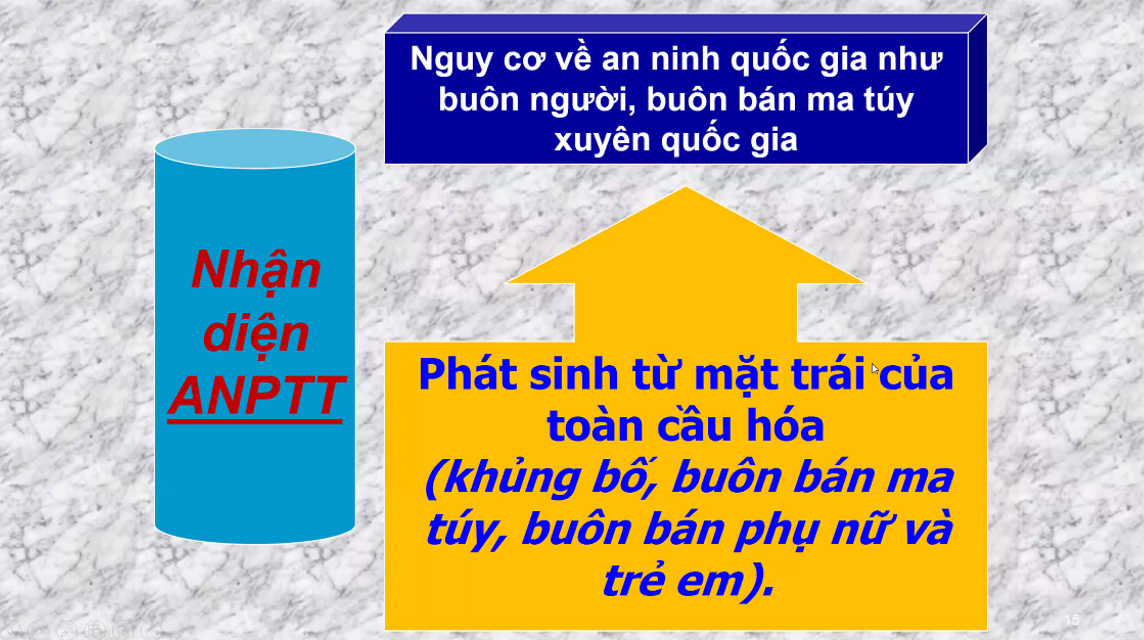 Nguy cơ về an ninh quốc gia như
buôn người, buôn bán ma túy
xuyên quốc gia
Nhận
diện
ANPTT
Phát sinh từ mặt trái của
toàn cầu hóa
(khủng bố, buôn bán ma
túy, buôn bán phụ nữ và
trẻ em).
15